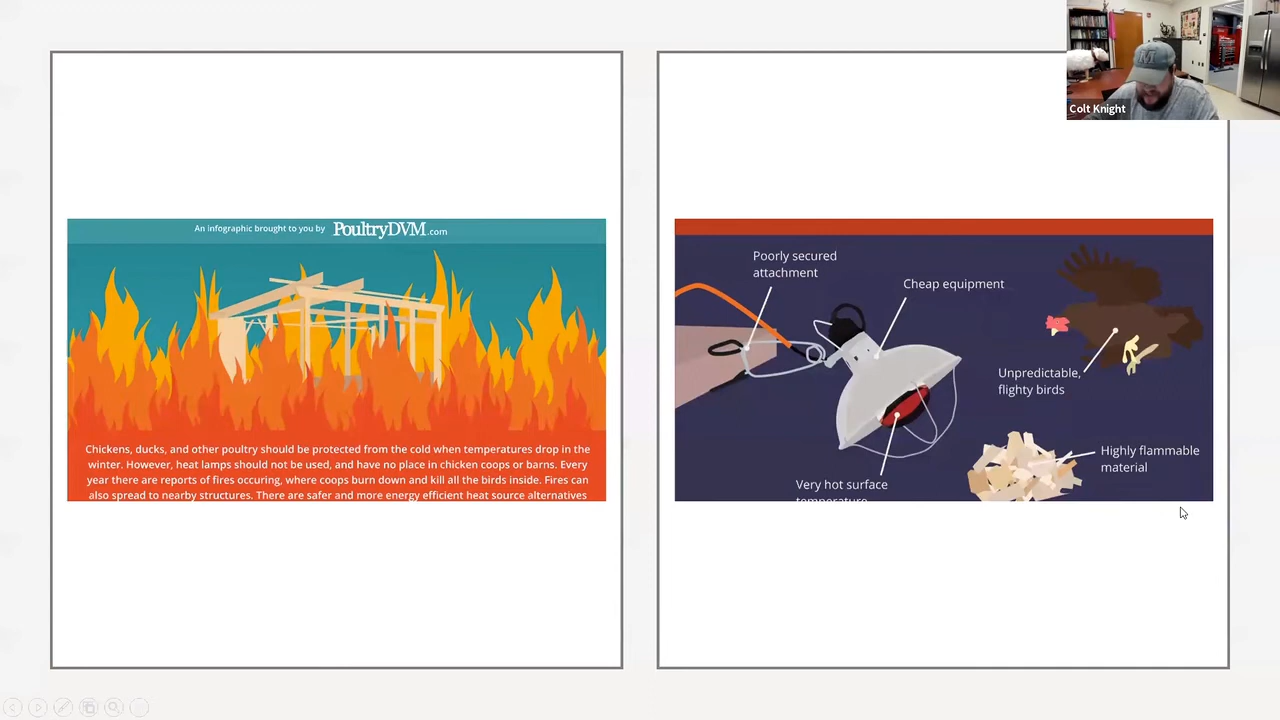 Colt Knight
An infographic brought to you by PoultryDVM.com
Chickens, ducks, and other poultry should be protected from the cold when temperatures drop in the
winter. However, heat lamps should not be used, and have no place in chicken coops or barns. Every
year there are reports of fires occuring, where coops burn down and kill all the birds inside. Fires can
also spread to nearby structures. There are safer and more energy efficient heat source alternatives
Poorly secured
attachment
Cheap equipment
Unpredictable,
flighty birds
Highly flammable
material
Very hot surface
temperature